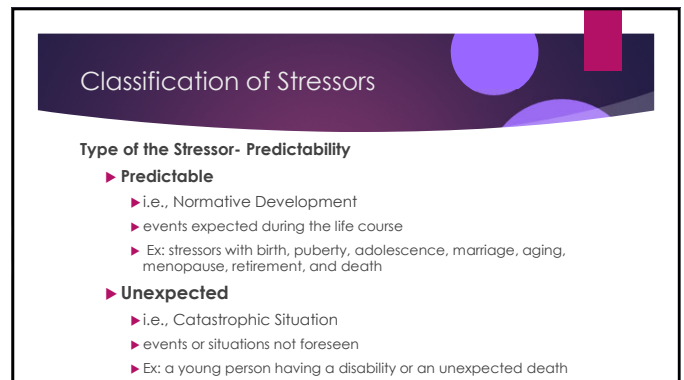 Classification of Stressors
Type of the Stressor- Predictability
Predictable
i.e., Normative Development
events expected during the life course
Ex: stressors with birth, puberty, adolescence, marriage, aging,
menopause, retirement, and death
Unexpected
i.e., Catastrophic Situation
events or situations not foreseen
Ex: a young person having a disability or an unexpected death